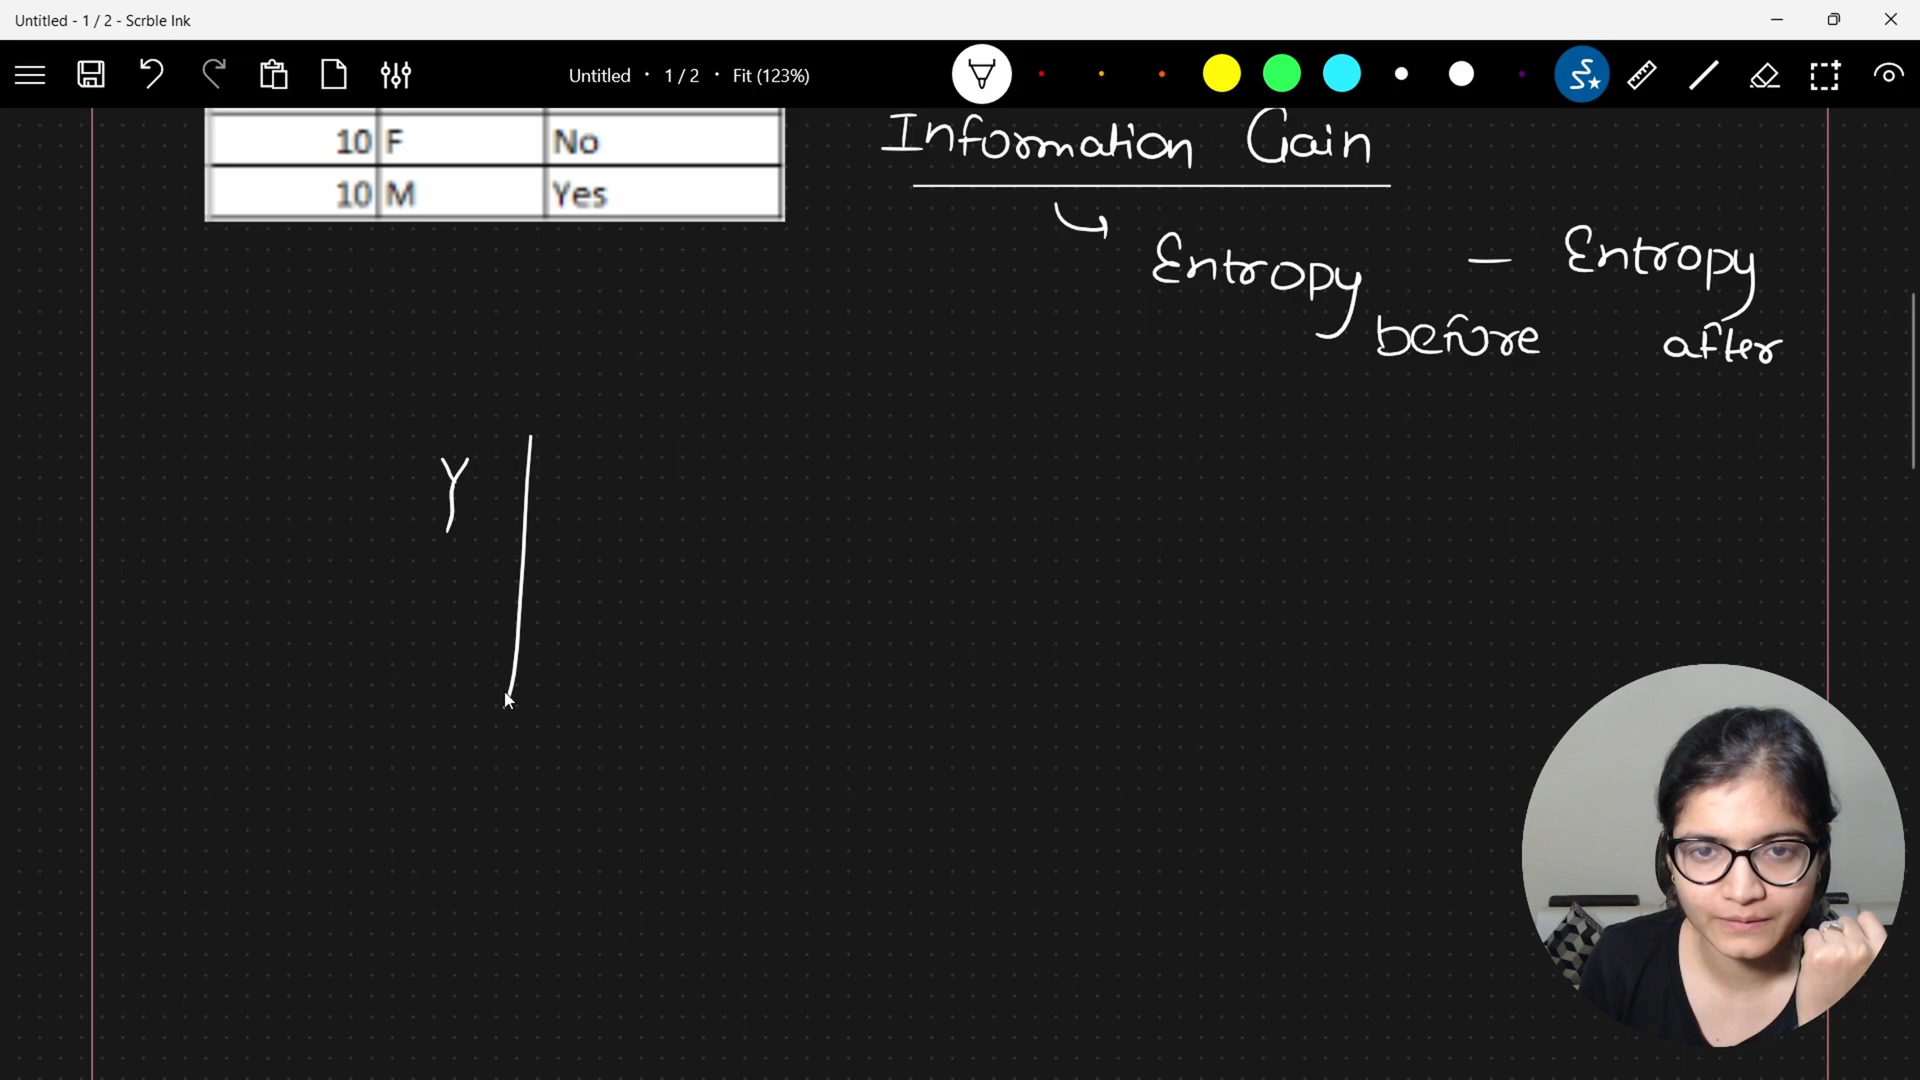 Untitled - 1 / 2 - Scrble Ink
Untitled • 1 / 2 • Fit (123%)
10 F No
10 M Yes
Information Gain
Entropy before - Entropy after
Y